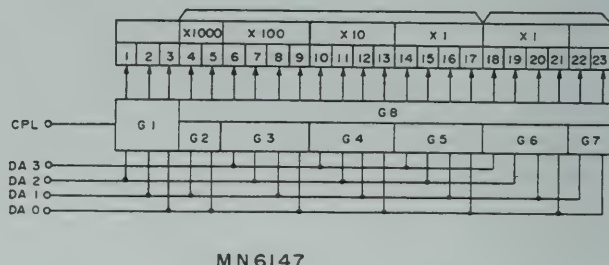 X1000 X 100 X 10 X 1 X 1
1 2 3 4 5 6 7 8 9 10 11 12 13 14 15 16 17 18 19 20 21 22 23
G 8
CPL G 1
G 2 G 3 G 4 G 5 G 6 G 7
DA 3
DA 2
DA 1
DA 0
MN6147